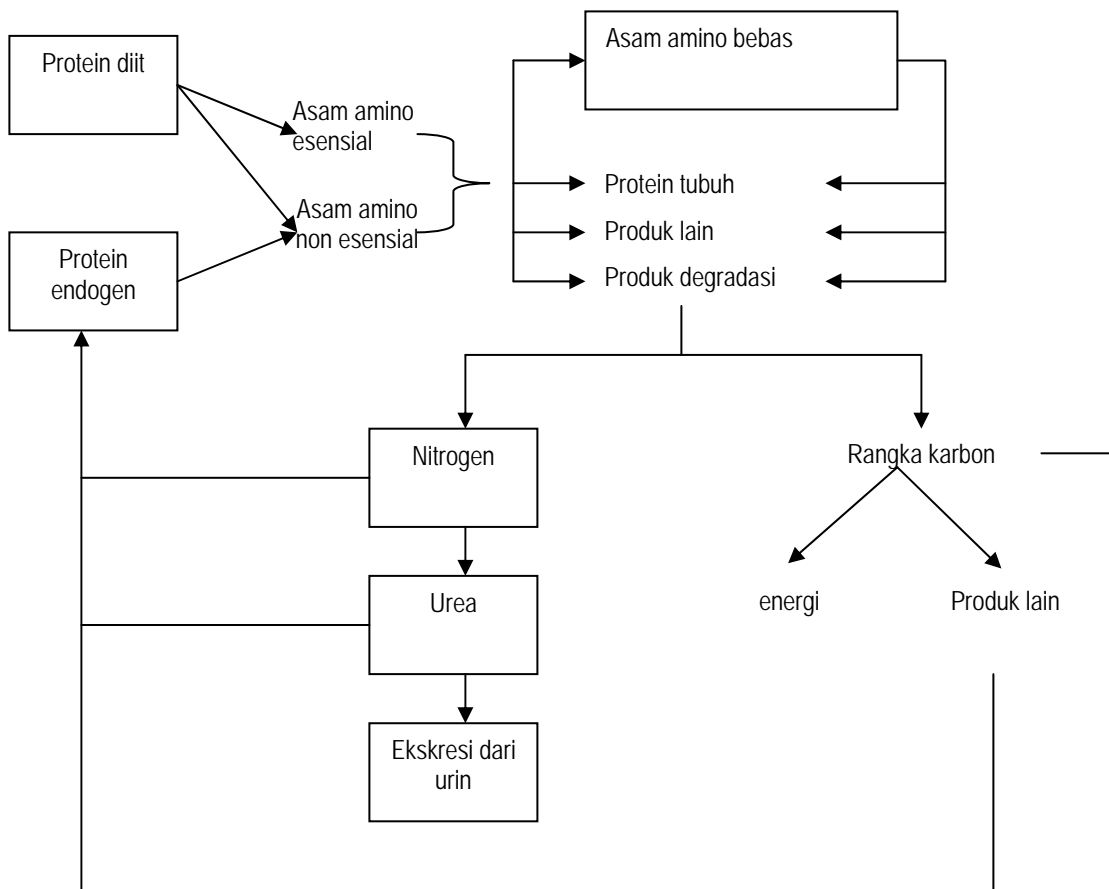 Protein diit
Asam amino bebas
Asam amino
esensial
Protein tubuh
Asam amino
non esensial
Produk lain
Protein
endogen
Produk degradasi
Nitrogen
Rangka karbon
Urea
energi
Produk lain
Ekskresi dari
urin